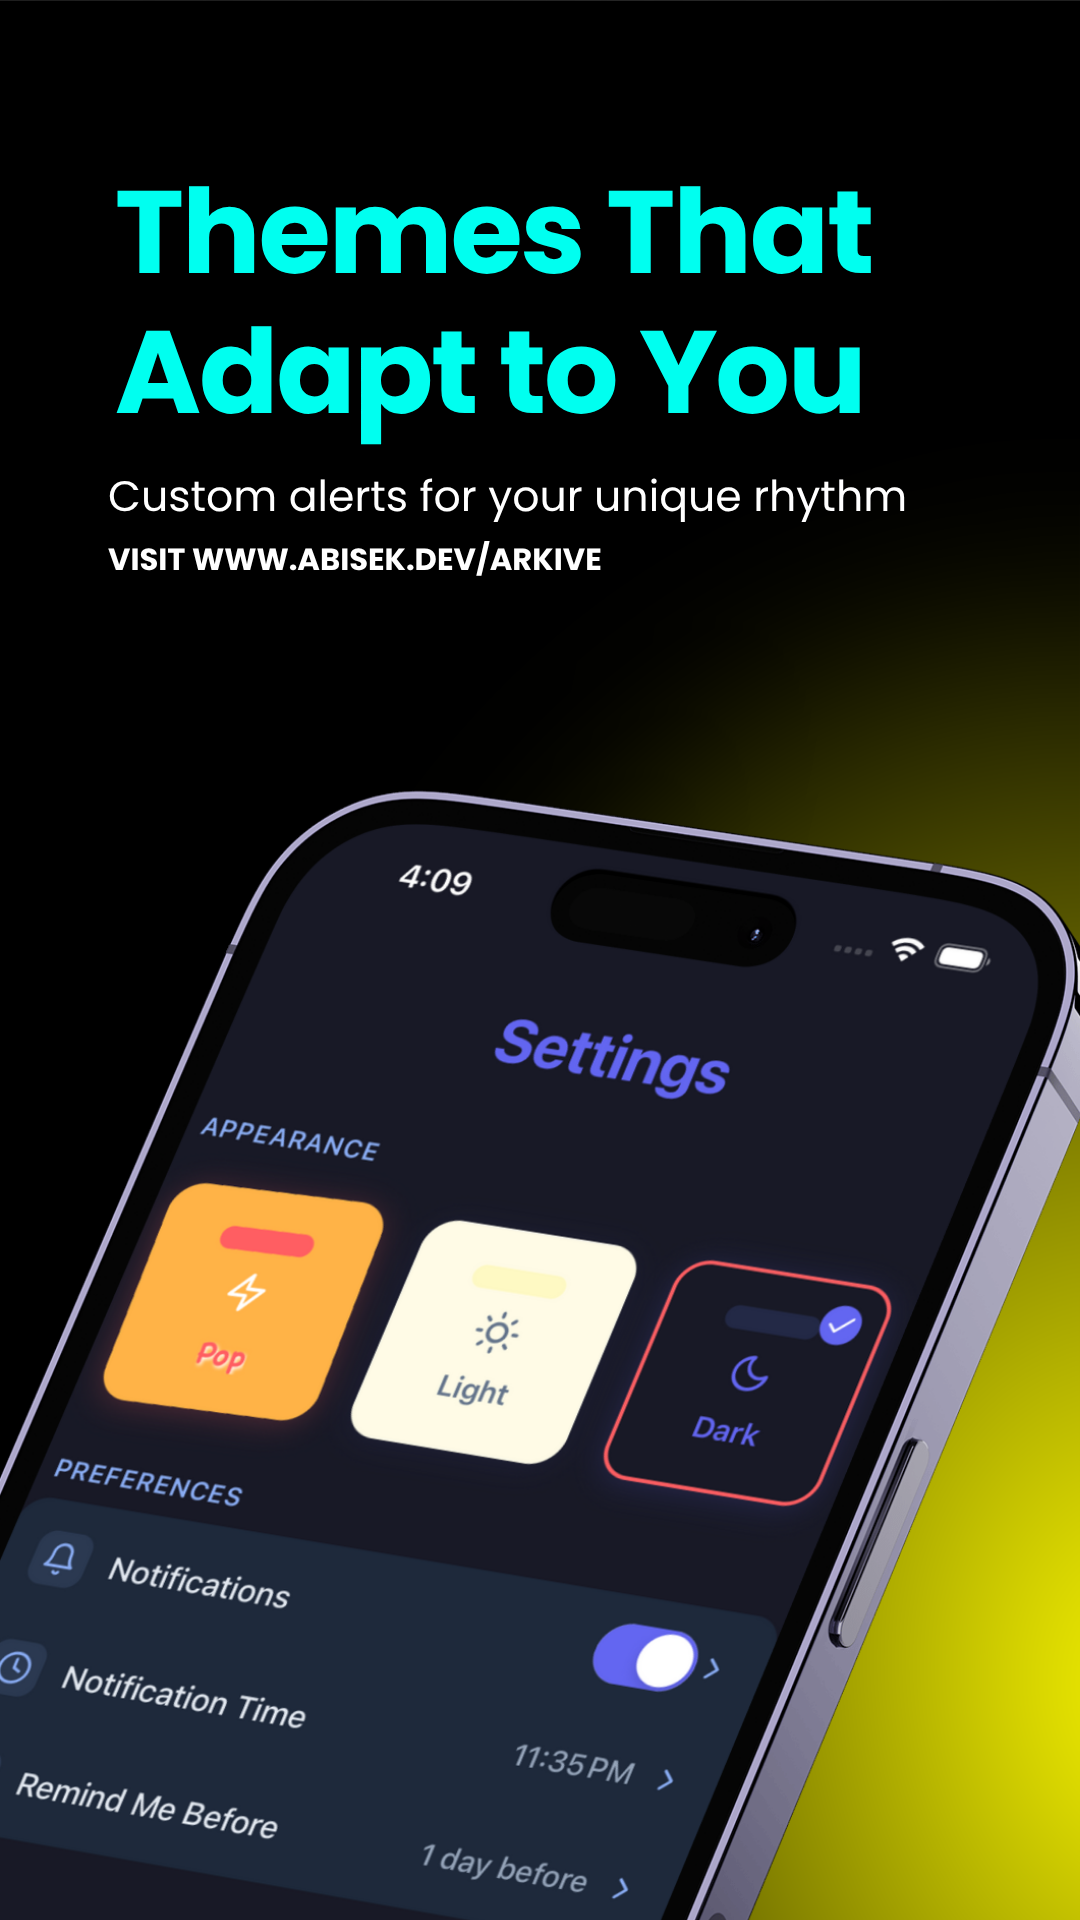 Themes That
Adapt to You
Custom alerts for your unique rhythm
VISIT WWW.ABISEK.DEV/ARKIVE
4:09
Settings
APPEARANCE
Pop
Light
Dark
PREFERENCES
Notifications
Notification Time
11:35 PM
Remind Me Before
1 day before